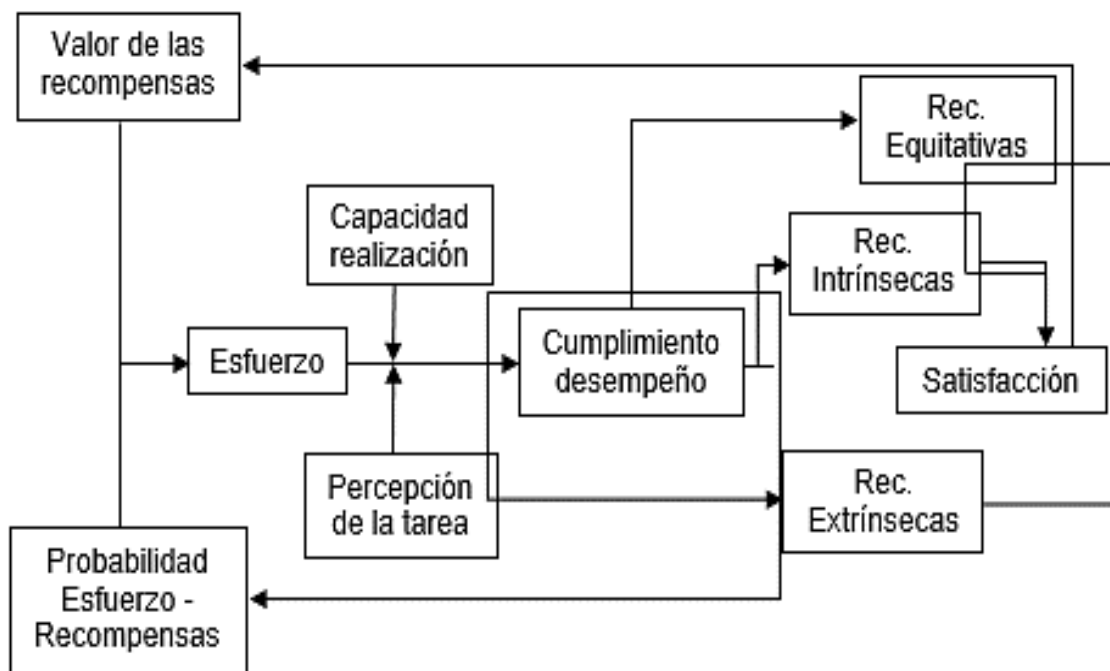 Valor de las
recompensas
Rec.
Equitativas
Capacidad
realización
Rec.
Intrínsecas
Esfuerzo
Cumplimiento
desempeño
Satisfacción
Percepción
de la tarea
Rec.
Extrínsecas
Probabilidad
Esfuerzo -
Recompensas